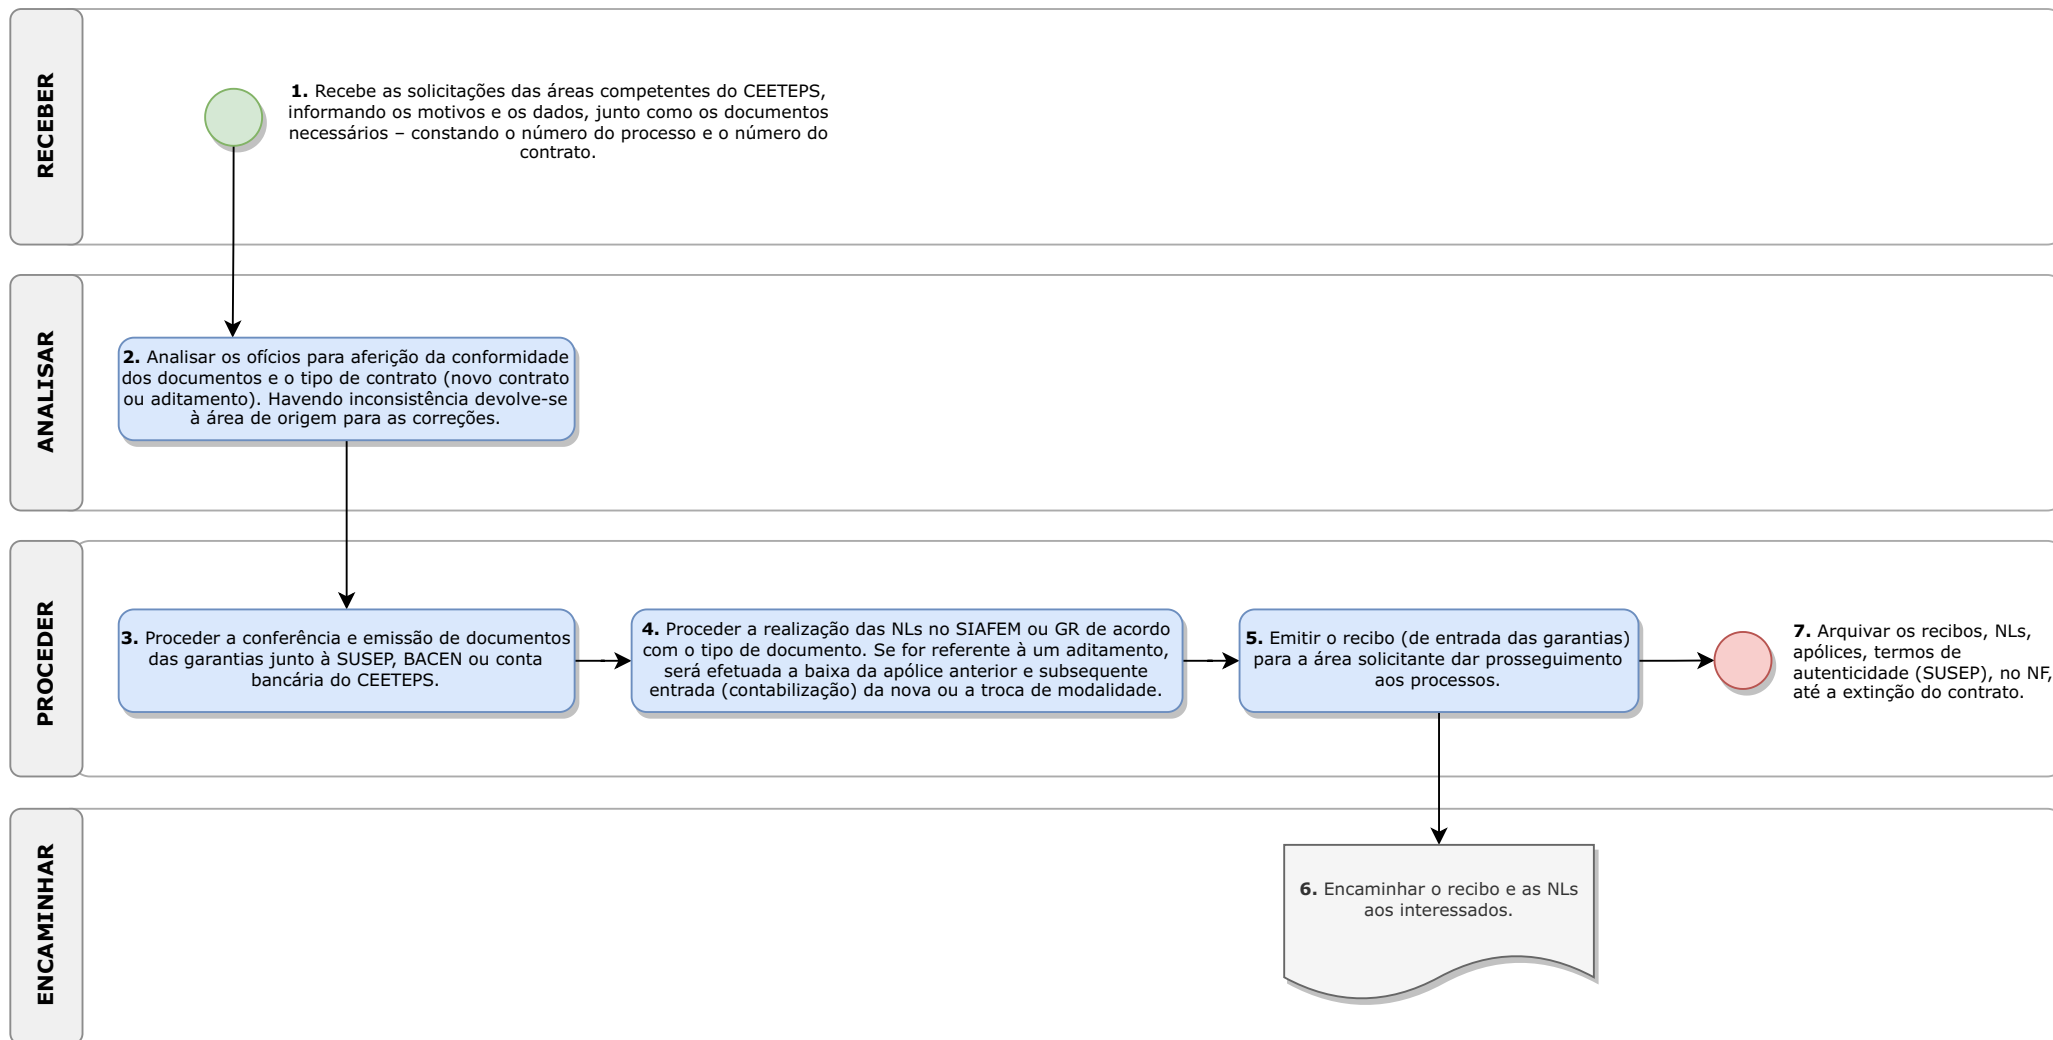 RECEBER
1. Recebe as solicitações das áreas competentes do CEETEPS,
informando os motivos e os dados, junto como os documentos
necessários – constando o número do processo e o número do
contrato.
ANALISAR
2. Analisar os ofícios para aferição da conformidade
dos documentos e o tipo de contrato (novo contrato
ou aditamento). Havendo inconsistência devolve-se
à área de origem para as correções.
PROCEDER
3. Proceder a conferência e emissão de documentos
das garantias junto à SUSEP, BACEN ou conta
bancária do CEETEPS.
4. Proceder a realização das NLs no SIAFEM ou GR de acordo
com o tipo de documento. Se for referente à um aditamento,
será efetuada a baixa da apólice anterior e subsequente
entrada (contabilização) da nova ou a troca de modalidade.
5. Emitir o recibo (de entrada das garantias)
para a área solicitante dar prosseguimento
aos processos.
7. Arquivar os recibos, NLs,
apólices, termos de
autenticidade (SUSEP), no NF,
até a extinção do contrato.
ENCAMINHAR
6. Encaminhar o recibo e as NLs
aos interessados.